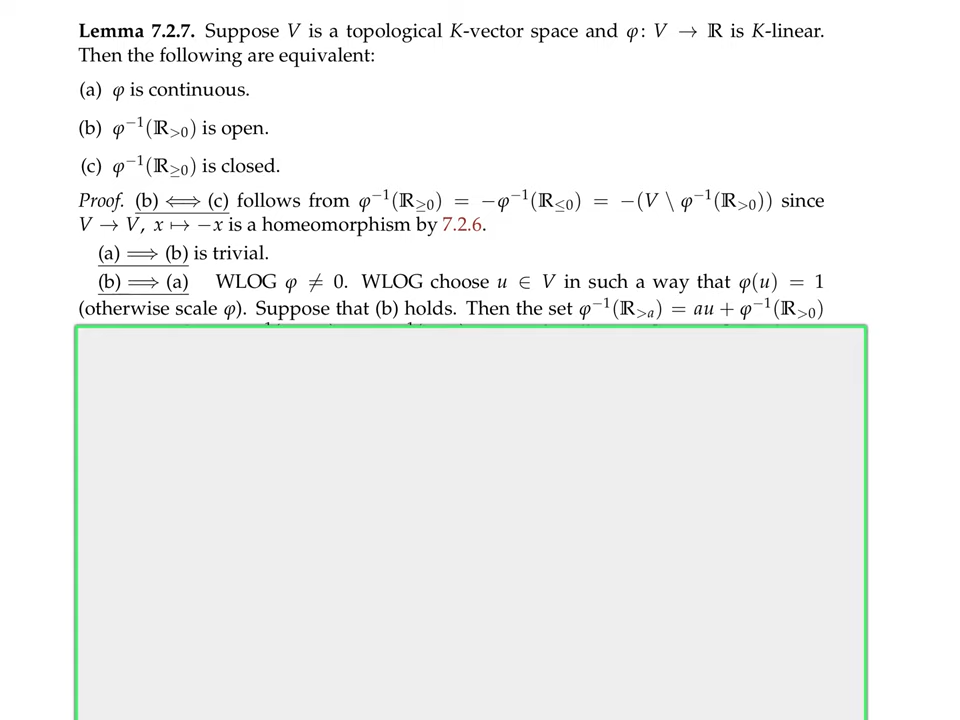 Lemma 7.2.7. Suppose V is a topological K-vector space and φ: V → ℝ is K-linear.
Then the following are equivalent:
(a) φ is continuous.
(b) φ⁻¹(ℝ>0) is open.
(c) φ⁻¹(ℝ≥0) is closed.
Proof. (b) ⟺ (c) follows from φ⁻¹(ℝ≥0) = −φ⁻¹(ℝ≤0) = −(V \ φ⁻¹(ℝ>0)) since
V → V, x ↦ −x is a homeomorphism by 7.2.6.
(a) ⟹ (b) is trivial.
(b) ⟹ (a) WLOG φ ≠ 0. WLOG choose u ∈ V in such a way that φ(u) = 1
(otherwise scale φ). Suppose that (b) holds. Then the set φ⁻¹(ℝ>a) = au + φ⁻¹(ℝ>0)